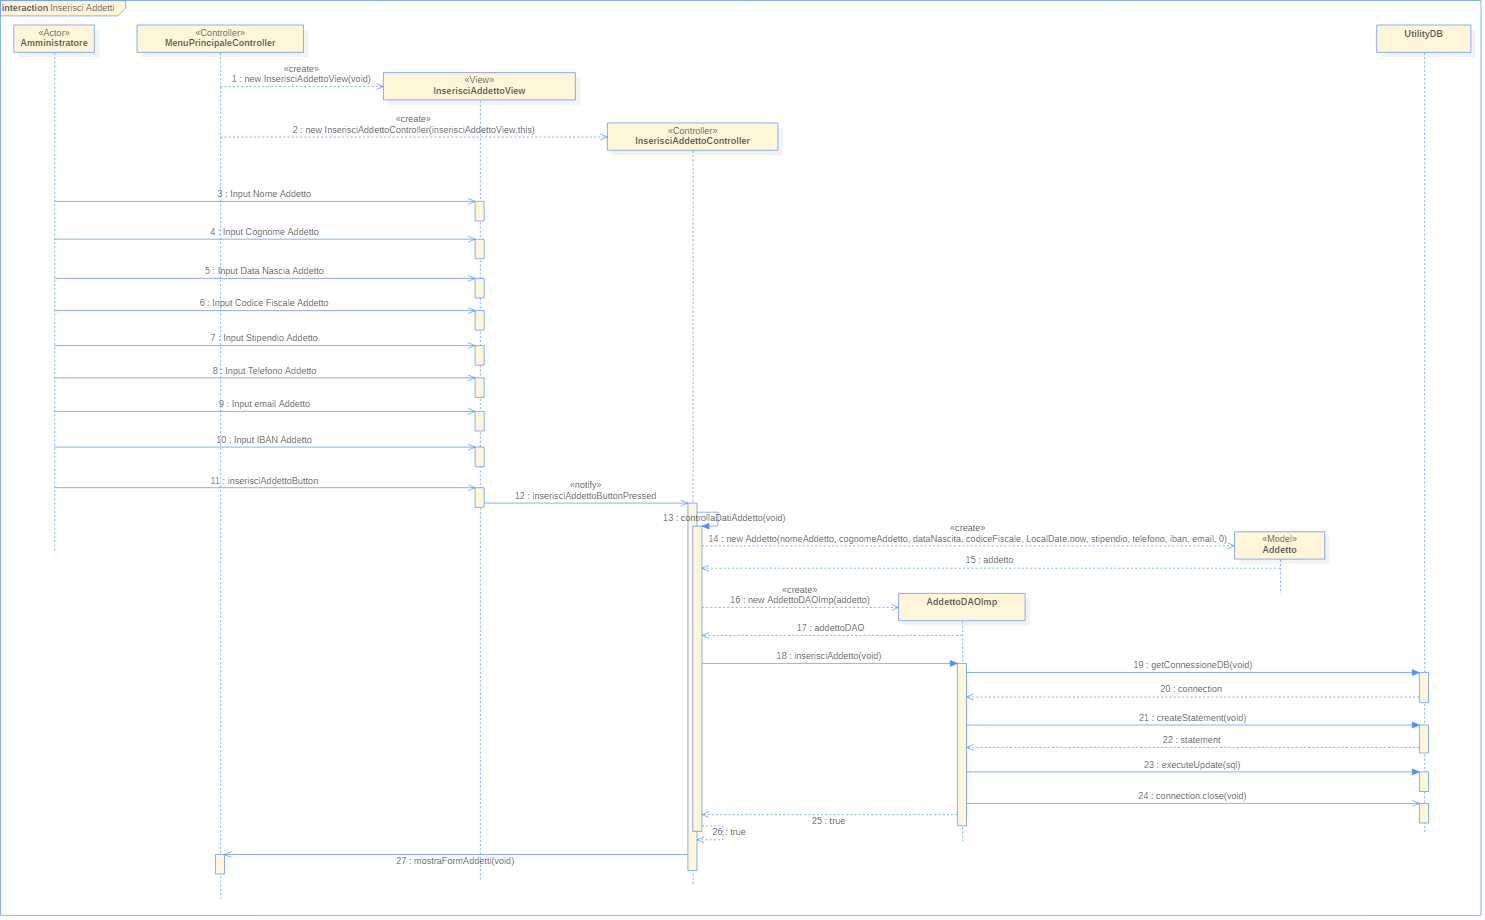 interaction Inserisci Addetti
«Actor»
Amministratore
«Controller»
MenuPrincipaleController
UtilityDB
«create»
1 : new InserisciAddettoView(void)
«View»
InserisciAddettoView
«create»
2 : new InserisciAddettoController(inserisciAddettoView,this)
«Controller»
InserisciAddettoController
3 : Input Nome Addetto
4 : Input Cognome Addetto
5 : Input Data Nascia Addetto
6 : Input Codice Fiscale Addetto
7 : Input Stipendio Addetto
8 : Input Telefono Addetto
9 : Input email Addetto
10 : Input IBAN Addetto
11 : inserisciAddettoButton
«notify»
12 : inserisciAddettoButtonPressed
13 : controllaDatiAddetto(void)
«create»
14 : new Addetto(nomeAddetto, cognomeAddetto, dataNascita, codiceFiscale, LocalDate.now, stipendio, telefono, iban, email, 0)
«Model»
Addetto
15 : addetto
«create»
16 : new AddettoDAOImp(addetto)
AddettoDAOImp
17 : addettoDAO
18 : inserisciAddetto(void)
19 : getConnessioneDB(void)
20 : connection
21 : createStatement(void)
22 : statement
23 : executeUpdate(sql)
24 : connection.close(void)
25 : true
26 : true
27 : mostraFormAddetti(void)